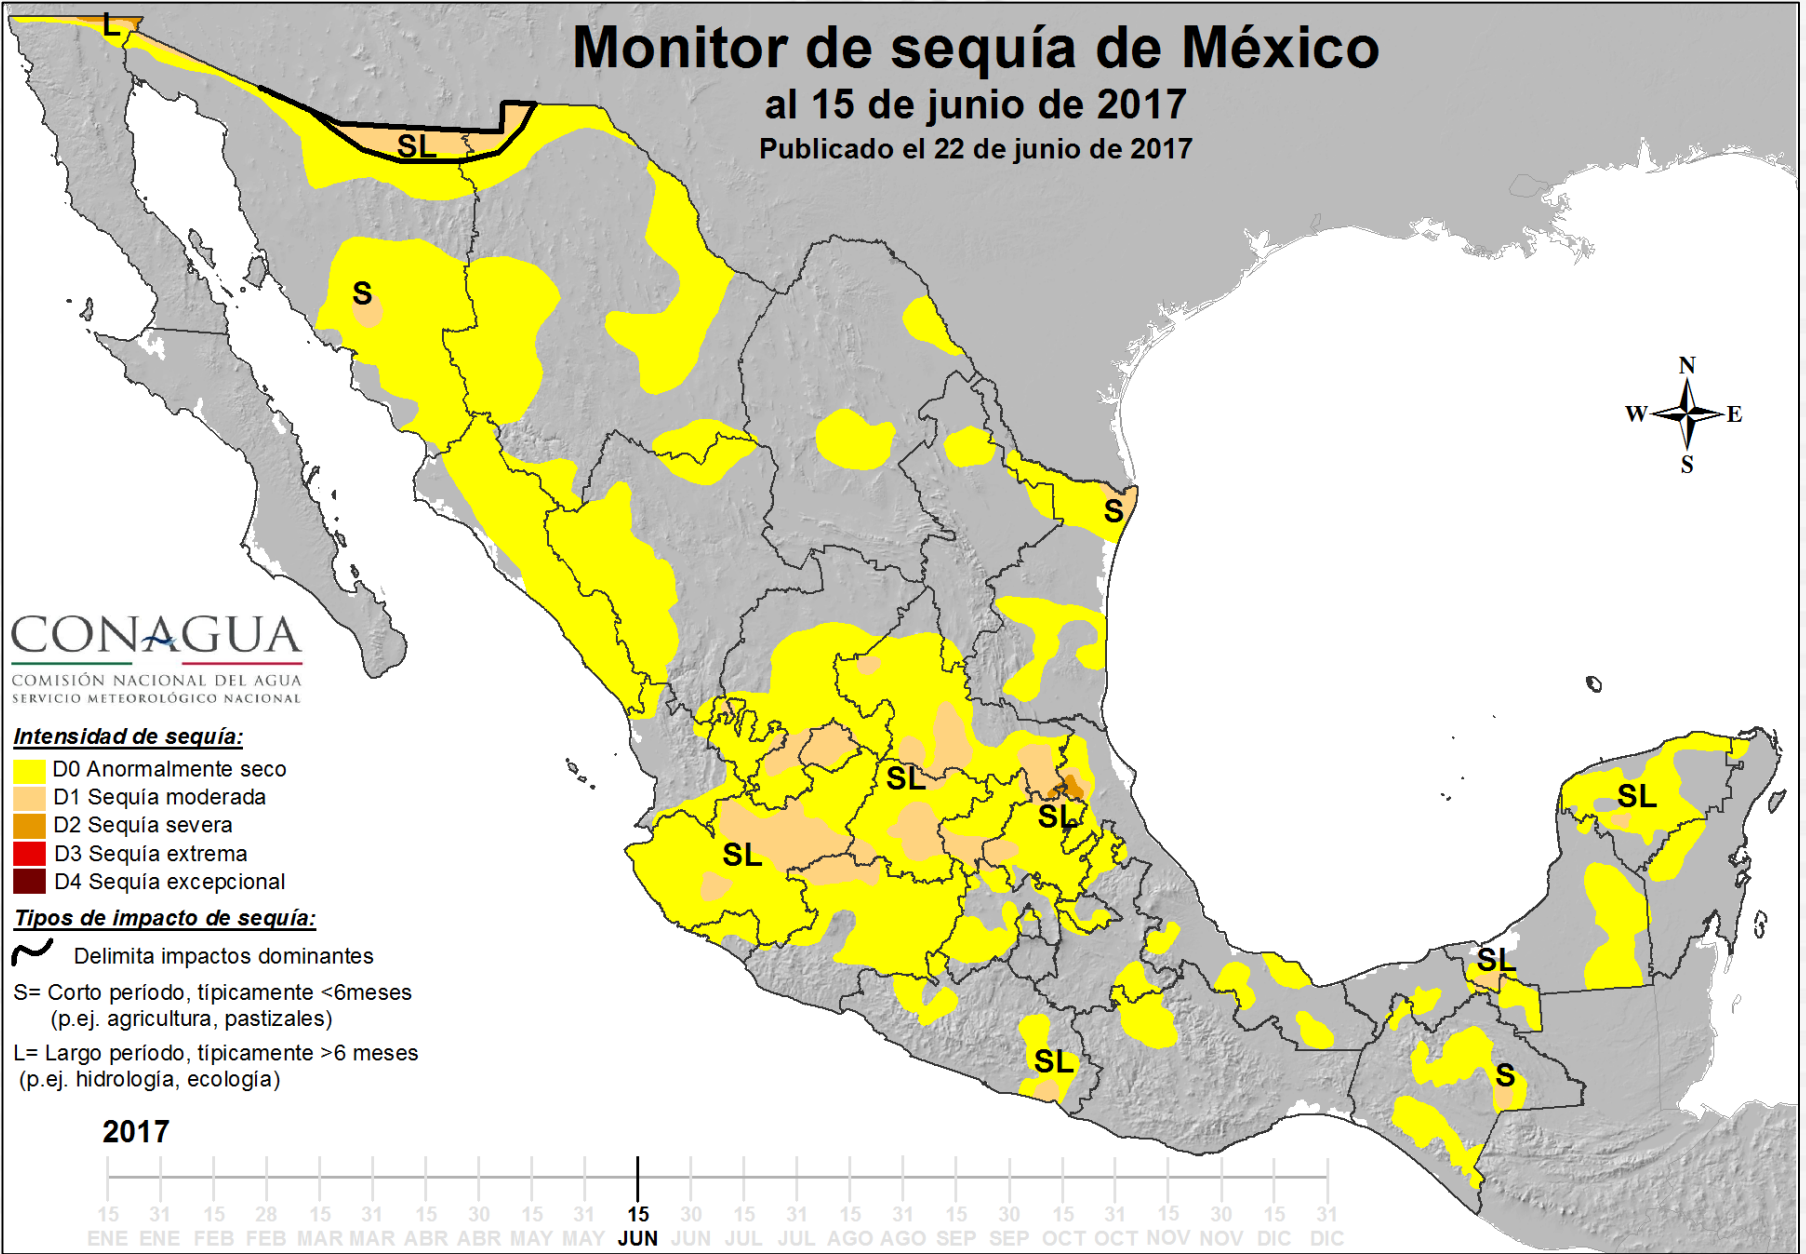 Monitor de sequía de México
al 15 de junio de 2017
Publicado el 22 de junio de 2017
L
SL
S
S
N
W E
S
CONAGUA
COMISIÓN NACIONAL DEL AGUA
SERVICIO METEOROLÓGICO NACIONAL
Intensidad de sequía:
D0 Anormalmente seco
D1 Sequía moderada
D2 Sequía severa
D3 Sequía extrema
D4 Sequía excepcional
Tipos de impacto de sequía:
Delimita impactos dominantes
S= Corto período, típicamente <6meses
(p.ej. agricultura, pastizales)
L= Largo período, típicamente >6 meses
(p.ej. hidrología, ecología)
SL
SL
SL
SL
SL
SL
S
2017
15 31 15 28 15 31 15 30 15 31 15 30 15 31 15 31 15 30 15 31 15 30 15 31
ENE ENE FEB FEB MAR MAR ABR ABR MAY MAY JUN JUN JUL JUL AGO AGO SEP SEP OCT OCT NOV NOV DIC DIC